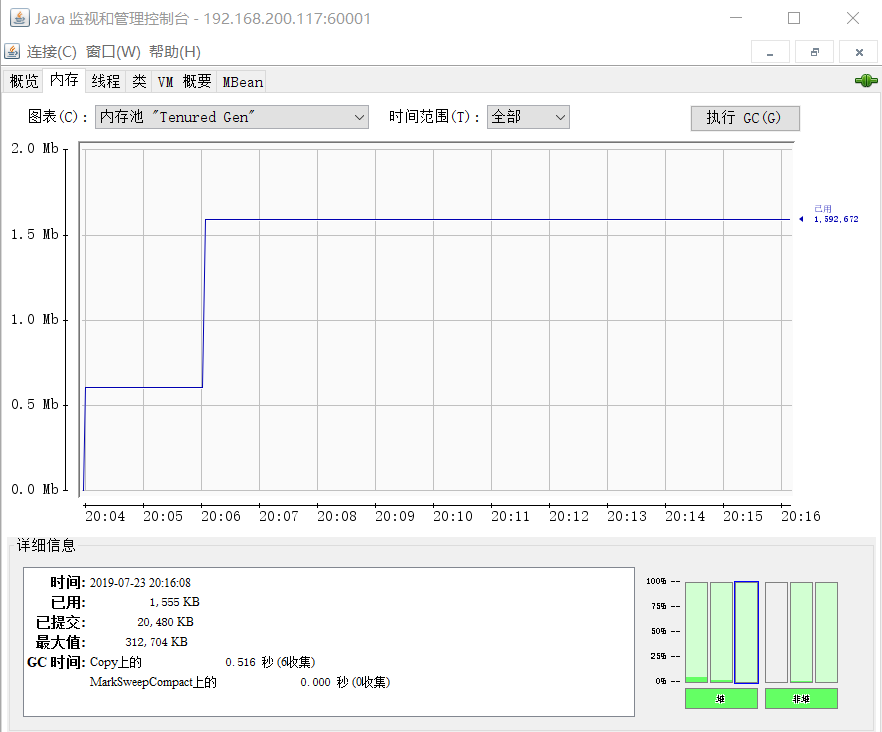 Java 监视和管理控制台 - 192.168.200.117:60001
连接(C) 窗口(W) 帮助(H)
概览 内存 线程 类 VM 概要 MBean
图表(C): 内存池 "Tenured Gen" 时间范围(T): 全部 执行 GC(G)
2.0 Mb
已用
1,592,672
1.5 Mb
1.0 Mb
0.5 Mb
0.0 Mb
20:04 20:05 20:06 20:07 20:08 20:09 20:10 20:11 20:12 20:13 20:14 20:15 20:16
详细信息
时间: 2019-07-23 20:16:08
已用: 1,555 KB
已提交: 20,480 KB
最大值: 312,704 KB
GC 时间: Copy上的 0.516 秒 (6收集)
MarkSweepCompact上的 0.000 秒 (0收集)
100% --
75% --
50% --
25% --
0% --
堆 非堆